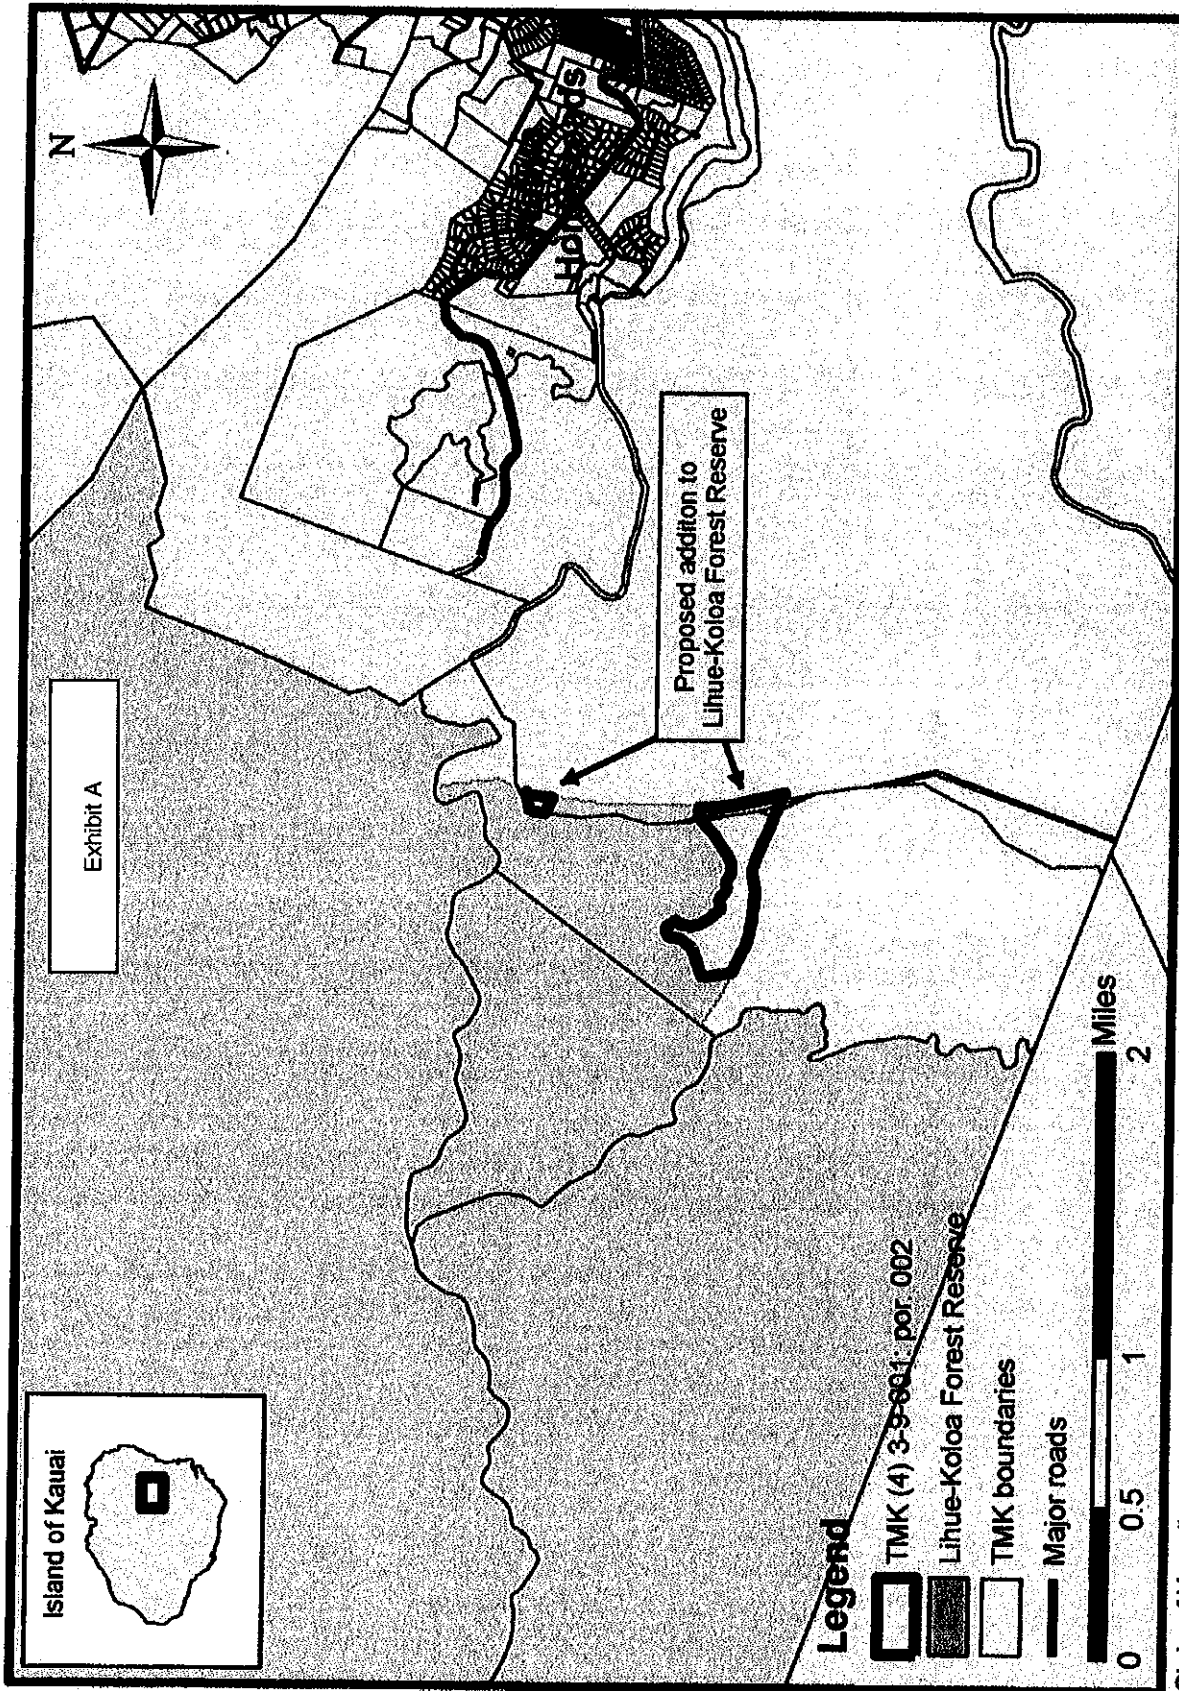 Island of Kauai
Exhibit A
N
Proposed additon to
Lihue-Koloa Forest Reserve
Legend
TMK (4) 3-9-001: por. 002
Lihue-Koloa Forest Reserve
TMK boundaries
Major roads
0 0.5 1 2
Miles